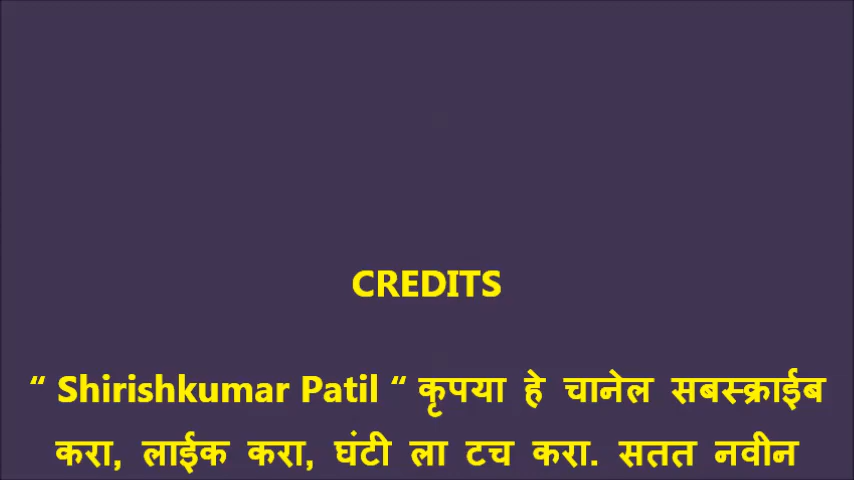 CREDITS
“ Shirishkumar Patil “ कृपया हे चानेल सबस्क्राईब
करा, लाईक करा, घंटी ला टच करा. सतत नवीन